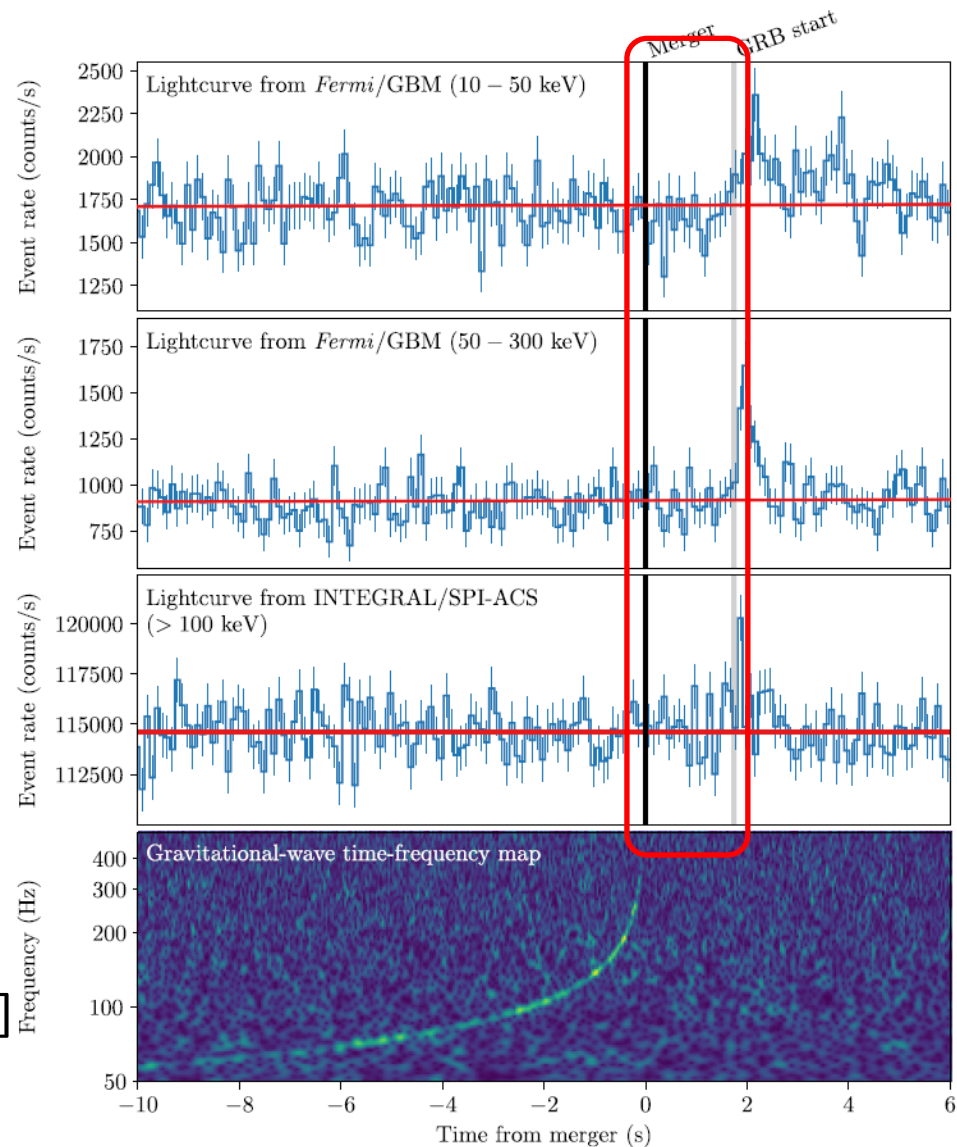 Merger
GRB start
Lightcurve from Fermi/GBM (10 – 50 keV)
Event rate (counts/s)
2500
2250
2000
1750
1500
1250
Lightcurve from Fermi/GBM (50 – 300 keV)
Event rate (counts/s)
1750
1500
1250
1000
750
Lightcurve from INTEGRAL/SPI-ACS
(> 100 keV)
Event rate (counts/s)
120000
117500
115000
112500
Gravitational-wave time-frequency map
Frequency (Hz)
400
300
200
100
50
−10 −8 −6 −4 −2 0 2 4 6
Time from merger (s)